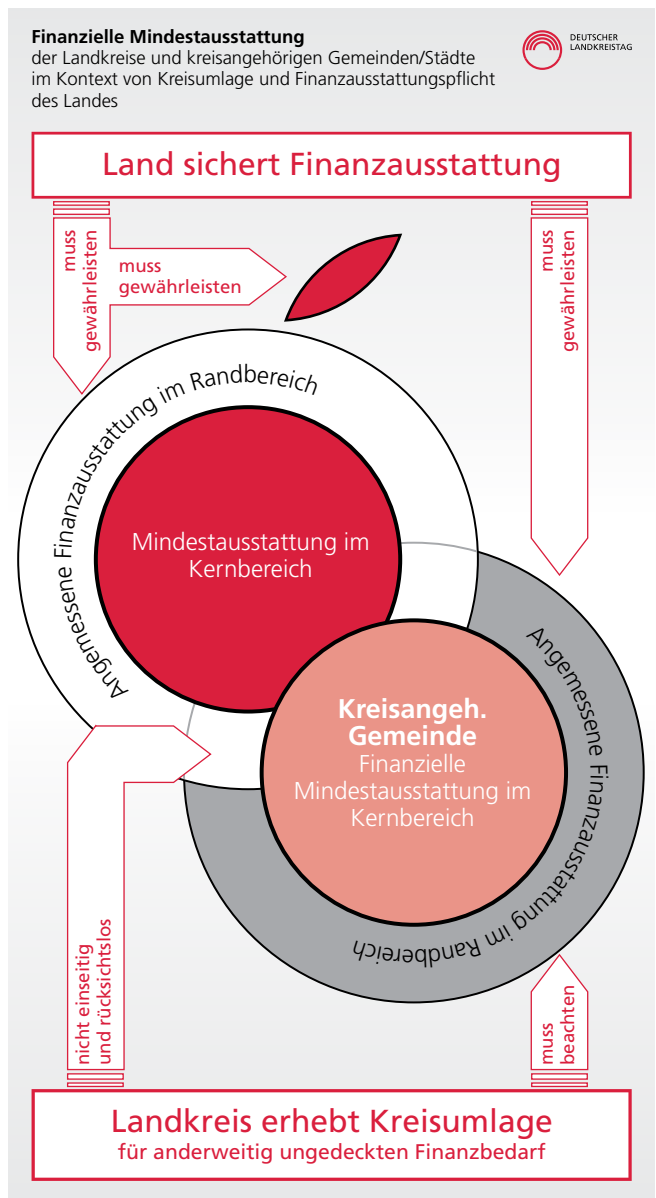 Finanzielle Mindestausstattung
der Landkreise und kreisangehörigen Gemeinden/Städte
im Kontext von Kreisumlage und Finanzausstattungspflicht
des Landes
DEUTSCHER
LANDKREISTAG
Land sichert Finanzausstattung
muss
gewährleisten
muss
gewährleisten
muss
gewährleisten
Angemessene Finanzausstattung im Randbereich
Mindestausstattung im
Kernbereich
Angemessene Finanzausstattung im Randbereich
Kreisangeh.
Gemeinde
Finanzielle
Mindestausstattung im
Kernbereich
nicht einseitig
und rücksichtslos
muss
beachten
Landkreis erhebt Kreisumlage
für anderweitig ungedeckten Finanzbedarf